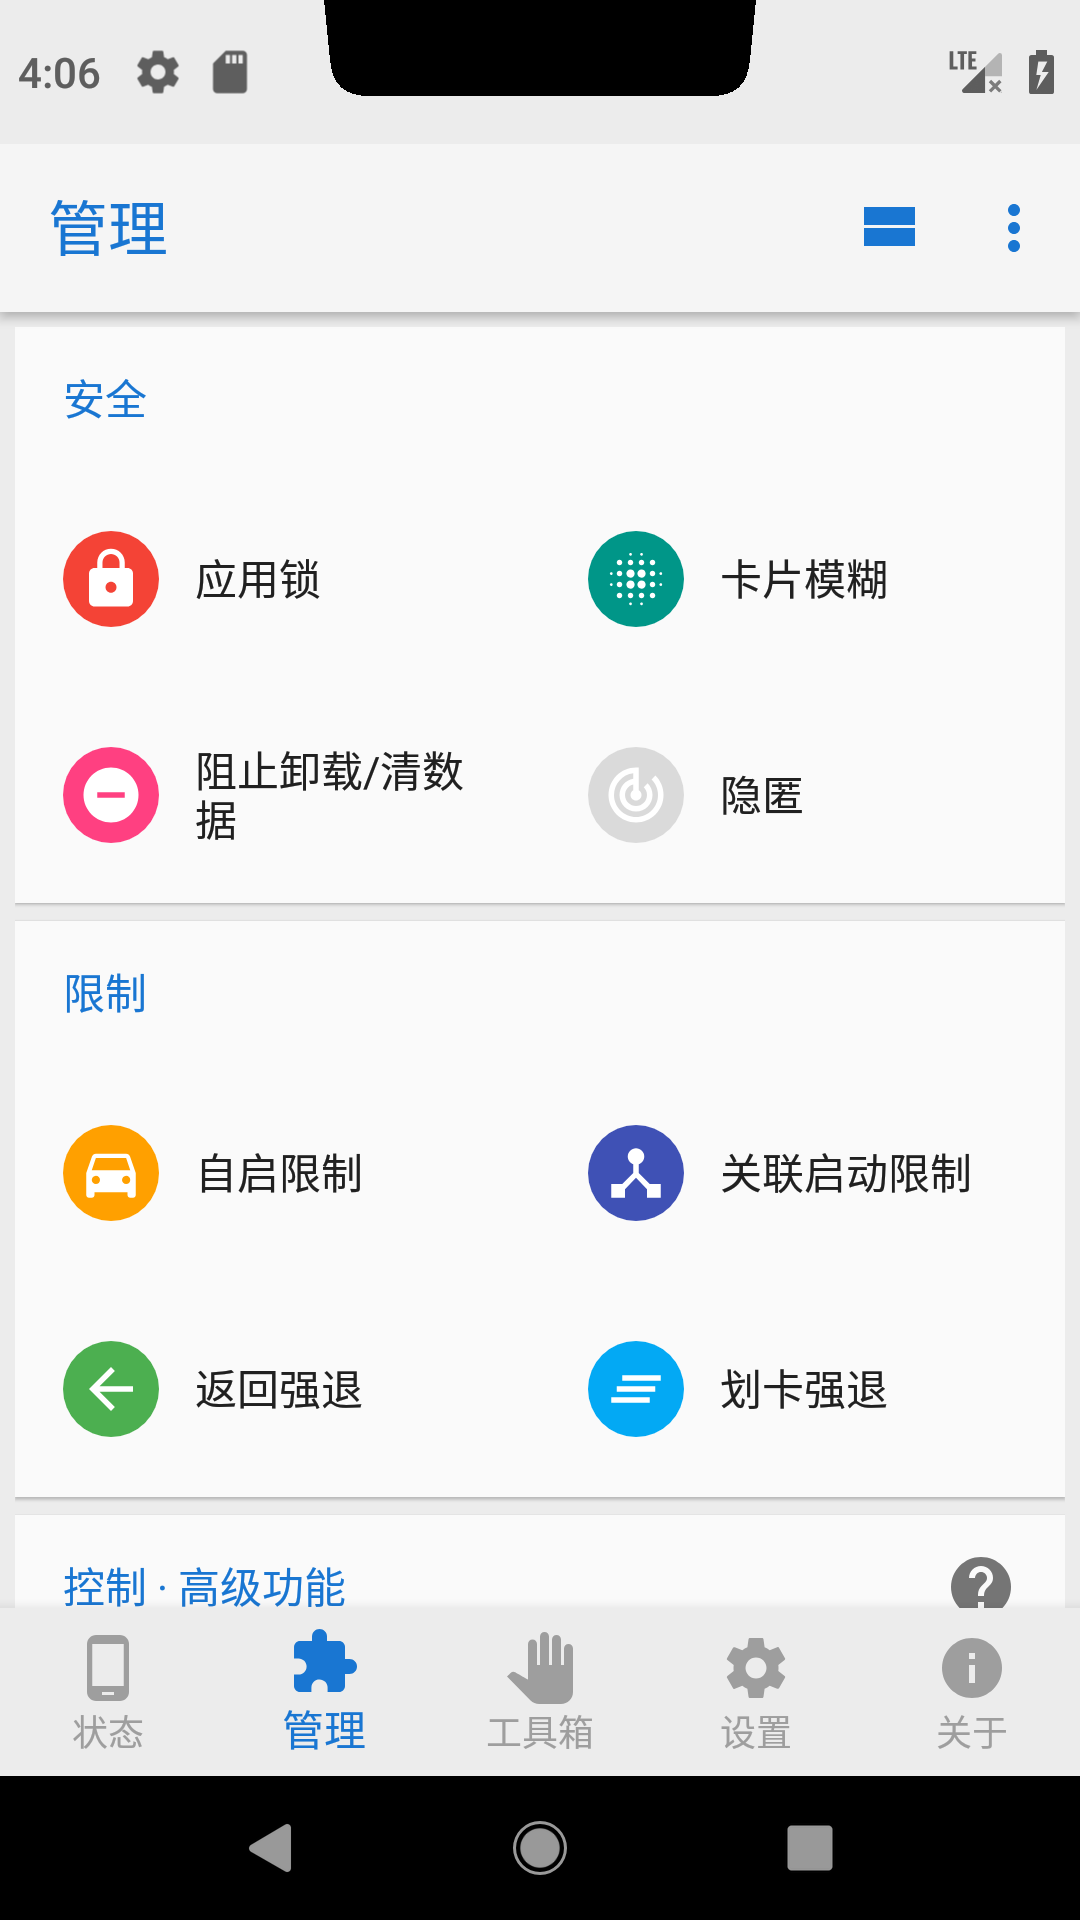 4:06
LTE
管理
安全
应用锁
卡片模糊
阻止卸载/清数
据
隐匿
限制
自启限制
关联启动限制
返回强退
划卡强退
控制 · 高级功能
状态
管理
工具箱
设置
关于